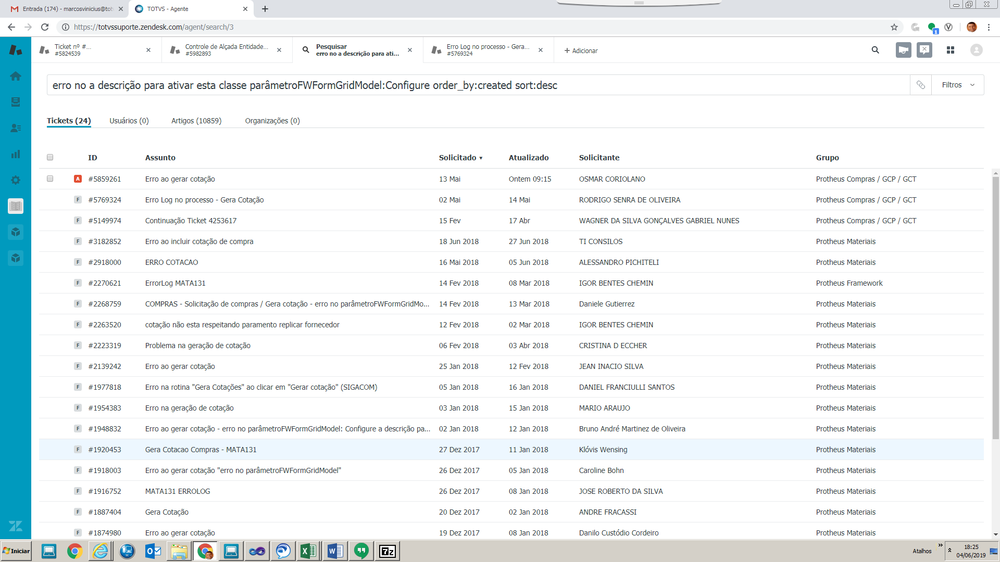 Entrada (174) - marcosvinicius@tot
TOTVS - Agente
https://totvssuporte.zendesk.com/agent/search/3
1
Ticket nº #...
#5824539
Controle de Alçada Entidade...
#5982893
Pesquisar
erro no a descrição para ati...
Erro Log no processo - Gera...
#5769324
+ Adicionar
erro no a descrição para ativar esta classe parâmetroFWFormGridModel:Configure order_by:created sort:desc
Filtros
Tickets (24) Usuários (0) Artigos (10859) Organizações (0)
ID Assunto Solicitado Atualizado Solicitante Grupo
A #5859261 Erro ao gerar cotação 13 Mai Ontem 09:15 OSMAR CORIOLANO Protheus Compras / GCP / GCT
F #5769324 Erro Log no processo - Gera Cotação 02 Mai 14 Mai RODRIGO SENRA DE OLIVEIRA Protheus Compras / GCP / GCT
F #5149974 Continuação Ticket 4253617 15 Fev 17 Abr WAGNER DA SILVA GONÇALVES GABRIEL NUNES Protheus Compras / GCP / GCT
F #3182852 Erro ao incluir cotação de compra 18 Jun 2018 27 Jun 2018 TI CONSILOS Protheus Materiais
F #2918000 ERRO COTACAO 16 Mai 2018 05 Jun 2018 ALESSANDRO PICHITELI Protheus Materiais
F #2270621 ErrorLog MATA131 14 Fev 2018 08 Mar 2018 IGOR BENTES CHEMIN Protheus Framework
F #2268759 COMPRAS - Solicitação de compras / Gera cotação - erro no parâmetroFWFormGridMo... 14 Fev 2018 13 Mar 2018 Daniele Gutierrez Protheus Materiais
F #2263520 cotação não esta respeitando paramento replicar fornecedor 12 Fev 2018 02 Mar 2018 IGOR BENTES CHEMIN Protheus Materiais
F #2223319 Problema na geração de cotação 06 Fev 2018 03 Abr 2018 CRISTINA D ECCHER Protheus Materiais
F #2139242 Erro ao gerar cotação 25 Jan 2018 12 Fev 2018 JEAN INACIO SILVA Protheus Materiais
F #1977818 Erro na rotina "Gera Cotações" ao clicar em "Gerar cotação" (SIGACOM) 05 Jan 2018 16 Jan 2018 DANIEL FRANCIULLI SANTOS Protheus Materiais
F #1954383 Erro na geração de cotação 03 Jan 2018 15 Jan 2018 MARIO ARAUJO Protheus Materiais
F #1948832 Erro ao gerar cotação - erro no parâmetroFWFormGridModel: Configure a descrição pa... 02 Jan 2018 12 Jan 2018 Bruno André Martinez de Oliveira Protheus Materiais
F #1920453 Gera Cotacao Compras - MATA131 27 Dez 2017 11 Jan 2018 Klóvis Wensing Protheus Materiais
F #1918003 Erro ao gerar cotação "erro no parâmetroFWFormGridModel" 26 Dez 2017 05 Jan 2018 Caroline Bohn Protheus Materiais
F #1916752 MATA131 ERROLOG 26 Dez 2017 08 Jan 2018 JOSE ROBERTO DA SILVA Protheus Materiais
F #1887404 Gera Cotação 20 Dez 2017 02 Jan 2018 ANDRE FRACASSI Protheus Materiais
F #1874980 Erro ao gerar cotação 19 Dez 2017 08 Jan 2018 Danilo Custódio Cordeiro Protheus Materiais
Iniciar
SC
7z
Atalhos
18:25
04/06/2019